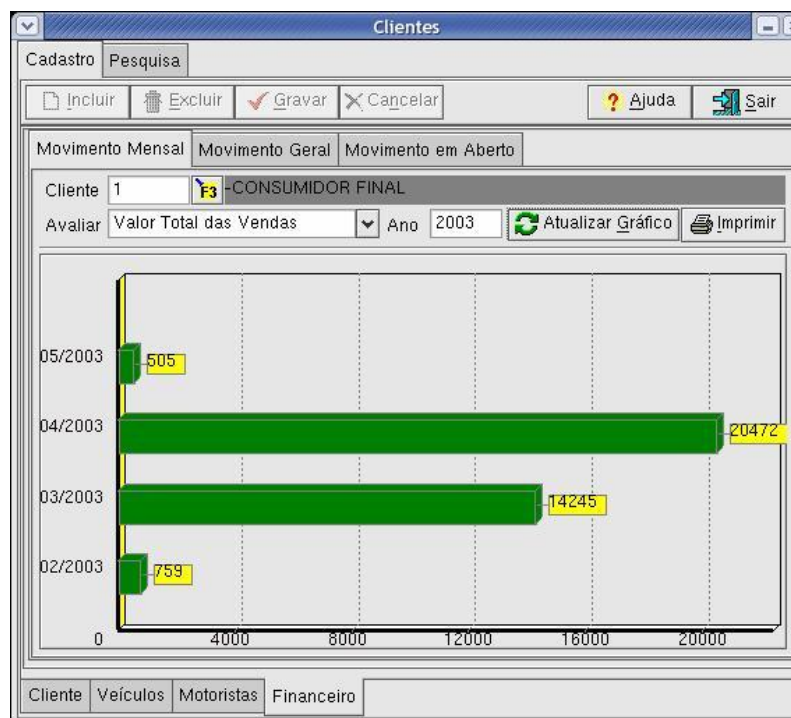 Clientes
Cadastro Pesquisa
Incluir Excluir Gravar Cancelar ? Ajuda Sair
Movimento Mensal Movimento Geral Movimento em Aberto
Cliente 1 F3 -CONSUMIDOR FINAL
Avaliar Valor Total das Vendas Ano 2003 Atualizar Gráfico Imprimir
05/2003 505
04/2003 20472
03/2003 14245
02/2003 759
0 4000 8000 12000 16000 20000
Cliente Veículos Motoristas Financeiro